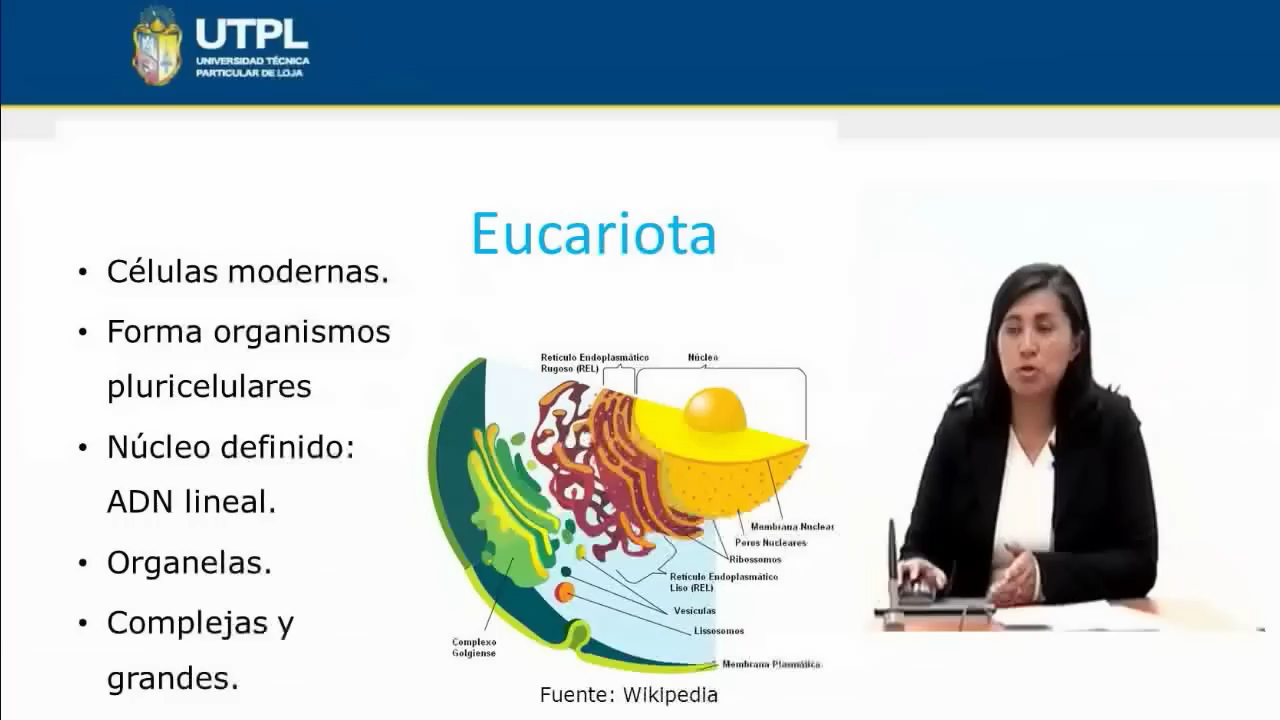 UTPL
UNIVERSIDAD TÉCNICA
PARTICULAR DE LOJA
Eucariota
• Células modernas.
• Forma organismos
pluricelulares
• Núcleo definido:
ADN lineal.
• Organelas.
• Complejas y
grandes.
Retículo Endoplasmático
Rugoso (REL)
Núcleo
Membrana Nuclear
Poros Nucleares
Ribossomos
Retículo Endoplasmático
Liso (REL)
Vesículas
Lissosomos
Complexo
Golgiense
Membrana Plasmática
Fuente: Wikipedia